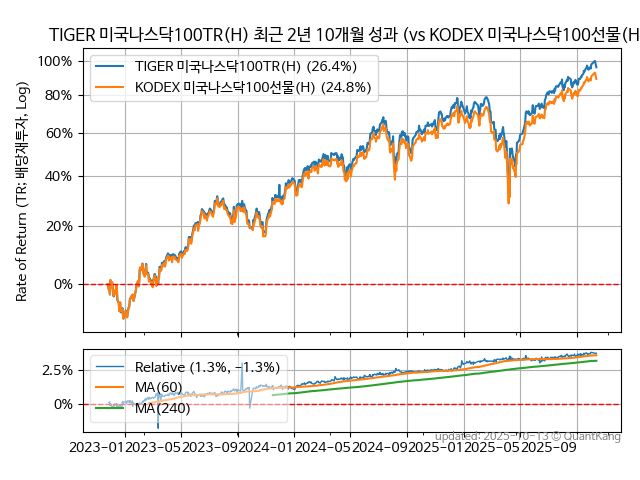 TIGER 미국나스닥100TR(H) 최근 2년 10개월 성과 (vs KODEX 미국나스닥100선물(H
TIGER 미국나스닥100TR(H) (26.4%)
KODEX 미국나스닥100선물(H) (24.8%)
Rate of Return (TR: 배당재투자, Log)
100%
80%
60%
40%
20%
0%
Relative (1.3%, -1.3%)
MA(60)
MA(240)
2.5%
0%
2023-01 2023-05 2023-09 2024-01 2024-05 2024-09 2025-01 2025-05 2025-09
updated: 2025-10-13 © QuantKang